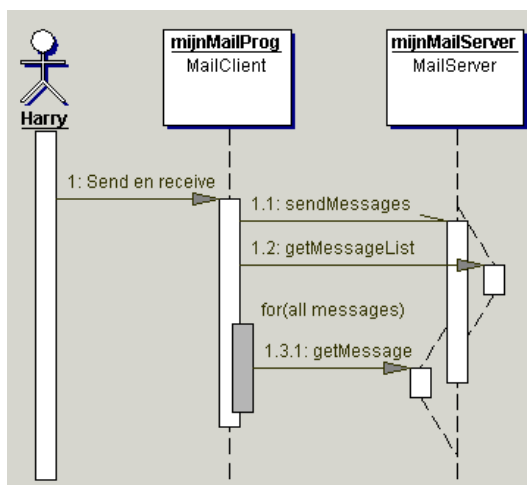 mijnMailProg
MailClient
mijnMailServer
MailServer
Harry
1: Send en receive
1.1: sendMessages
1.2: getMessageList
for(all messages)
1.3.1: getMessage